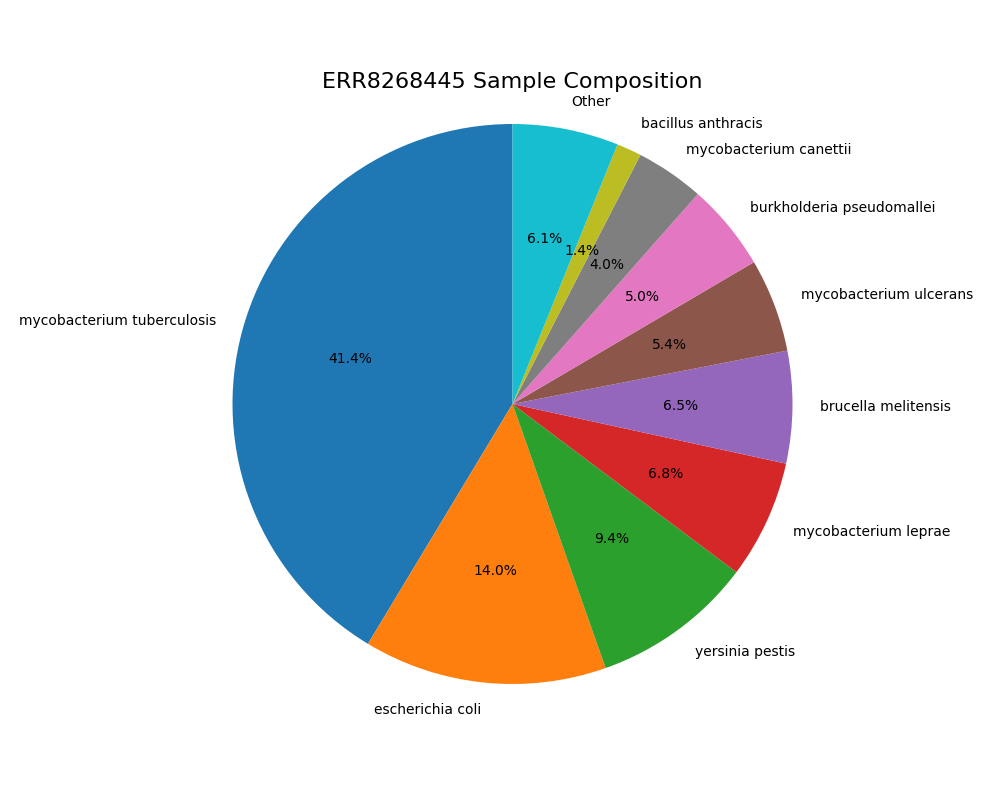 ERR8268445 Sample Composition
Other
bacillus anthracis
mycobacterium canettii
burkholderia pseudomallei
mycobacterium ulcerans
mycobacterium tuberculosis
brucella melitensis
mycobacterium leprae
yersinia pestis
escherichia coli
6.1%
1.4%
4.0%
5.0%
5.4%
41.4%
6.5%
6.8%
9.4%
14.0%